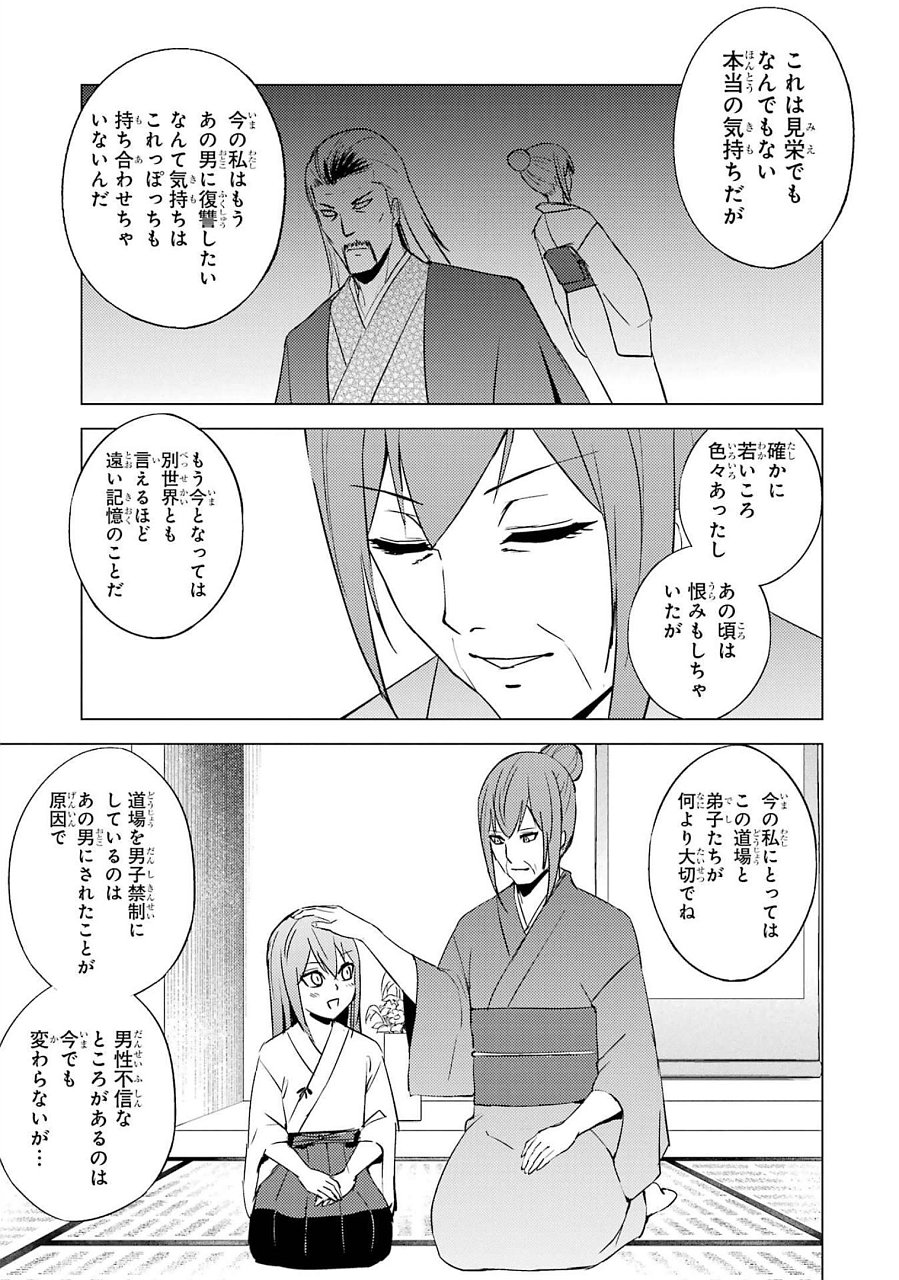 これは見栄でも
なんでもない
本当の気持ちだが
今の私はもう
あの男に復讐したい
なんて気持ちは
これっぽっちも
持ち合わせちゃ
いないんだ
確かに
若いころ
色々あったし
あの頃は
恨みもしちゃ
いたが
もう今となっては
別世界とも
言えるほど
遠い記憶のことだ
今の私にとっては
この道場と
弟子たちが
何より大切でね
道場を男子禁制に
しているのは
あの男にされたことが
原因で
男性不信な
ところがあるのは
今でも
変わらないが…